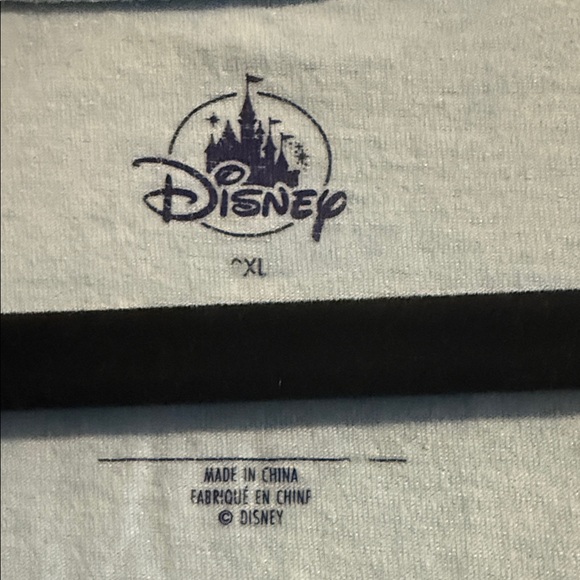 Disney
XL
MADE IN CHINA
FABRIQUÉ EN CHINE
© DISNEY